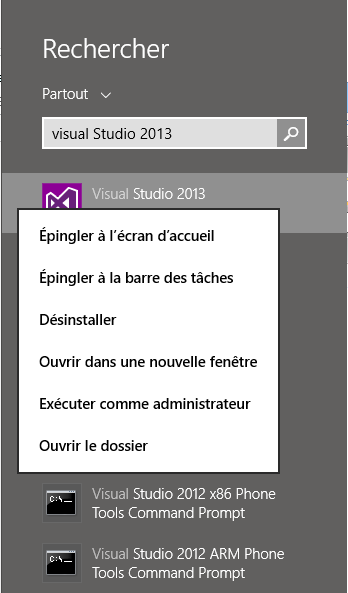 Rechercher
Partout
visual Studio 2013
Visual Studio 2013
Épingler à l'écran d'accueil
Épingler à la barre des tâches
Désinstaller
Ouvrir dans une nouvelle fenêtre
Exécuter comme administrateur
Ouvrir le dossier
C:\_
Visual Studio 2012 x86 Phone
Tools Command Prompt
C:\_
Visual Studio 2012 ARM Phone
Tools Command Prompt